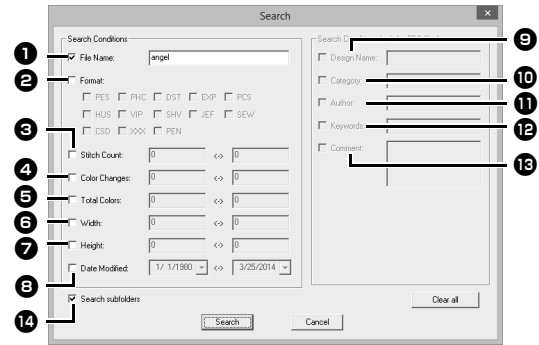 Search
Search Conditions
1 File Name: angel
2 Format:
PES PHC DST EXP PCS
HUS VIP SHV JEF SEW
CSD XXX PEN
3 Stitch Count: 0 <-> 0
4 Color Changes: 0 <-> 0
5 Total Colors: 0 <-> 0
6 Width: 0 <-> 0
7 Height: 0 <-> 0
8 Date Modified: 1/ 1/1980 <-> 3/25/2014
14 Search subfolders
9 Design Name:
10 Category:
11 Author:
12 Keywords:
13 Comment:
Clear all
Search
Cancel